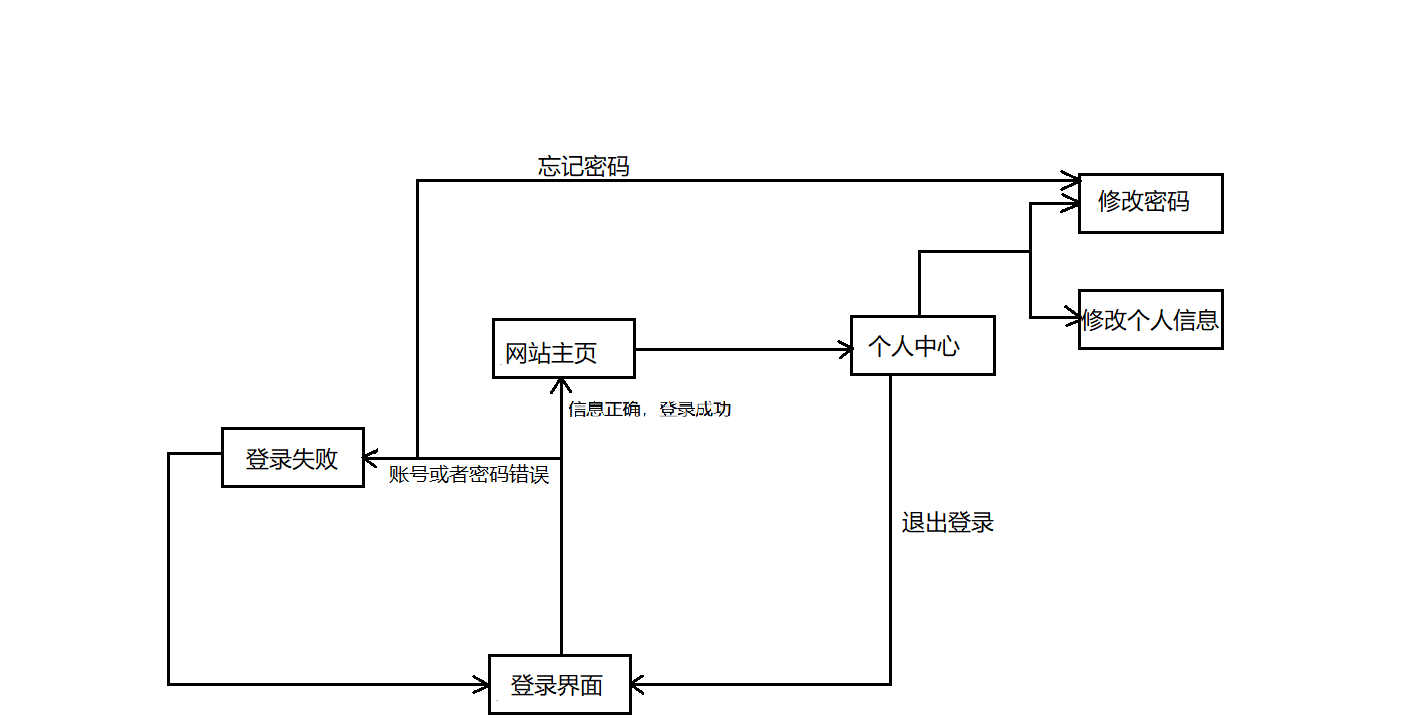 忘记密码
修改密码
修改个人信息
网站主页
个人中心
信息正确，登录成功
登录失败
账号或者密码错误
退出登录
登录界面